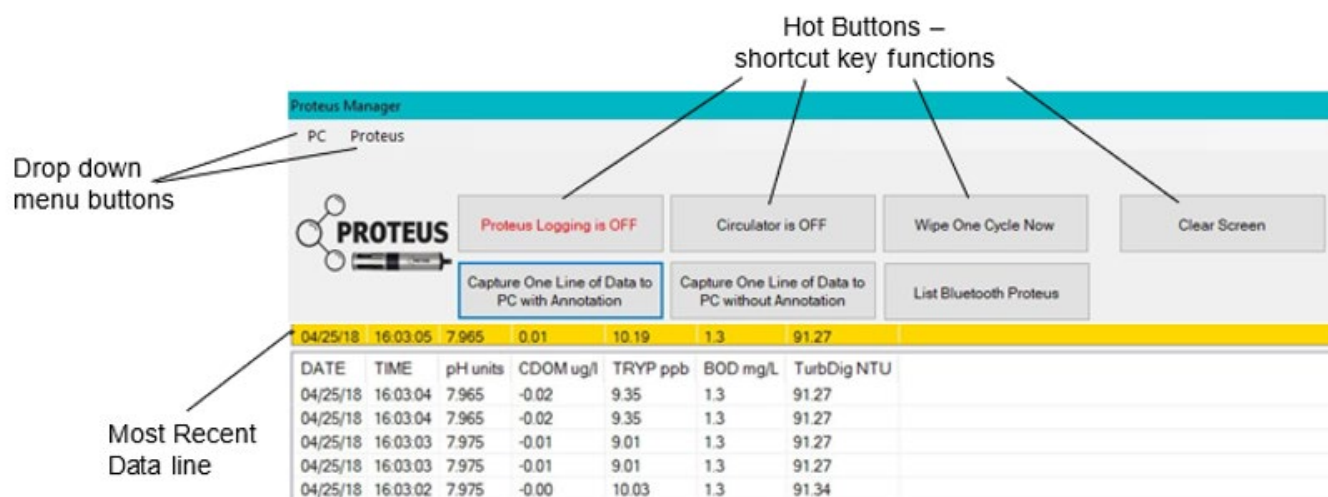 Hot Buttons –
shortcut key functions
Proteus Manager
PC Proteus
Drop down
menu buttons
PROTEUS
Proteus Logging is OFF
Circulator is OFF
Wipe One Cycle Now
Clear Screen
Capture One Line of Data to
PC with Annotation
Capture One Line of Data to
PC without Annotation
List Bluetooth Proteus
04/25/18 16:03:05 7.965 0.01 10.19 1.3 91.27
DATE TIME pH units CDOM ug/l TRYP ppb BOD mg/L TurbDig NTU
04/25/18 16:03:04 7.965 -0.02 9.35 1.3 91.27
04/25/18 16:03:04 7.965 -0.02 9.35 1.3 91.27
04/25/18 16:03:03 7.975 -0.01 9.01 1.3 91.27
04/25/18 16:03:03 7.975 -0.01 9.01 1.3 91.27
04/25/18 16:03:02 7.975 -0.00 10.03 1.3 91.34
Most Recent
Data line